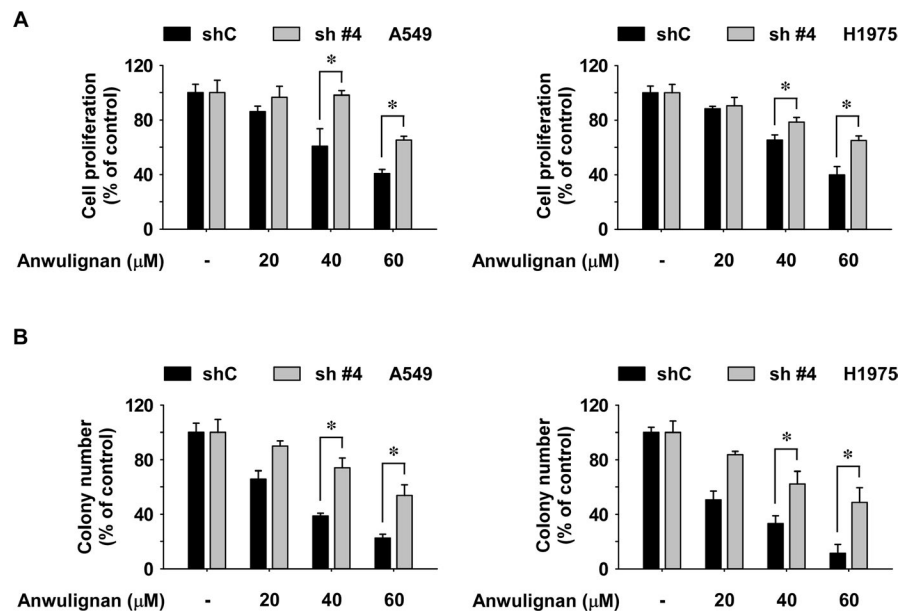 A
shC sh #4 A549
Cell proliferation
(% of control)
120
80
40
0
* *
Anwulignan (μM) - 20 40 60
shC sh #4 H1975
Cell proliferation
(% of control)
120
80
40
0
* *
Anwulignan (μM) - 20 40 60
B
shC sh #4 A549
Colony number
(% of control)
120
80
40
0
* *
Anwulignan (μM) - 20 40 60
shC sh #4 H1975
Colony number
(% of control)
120
80
40
0
* *
Anwulignan (μM) - 20 40 60